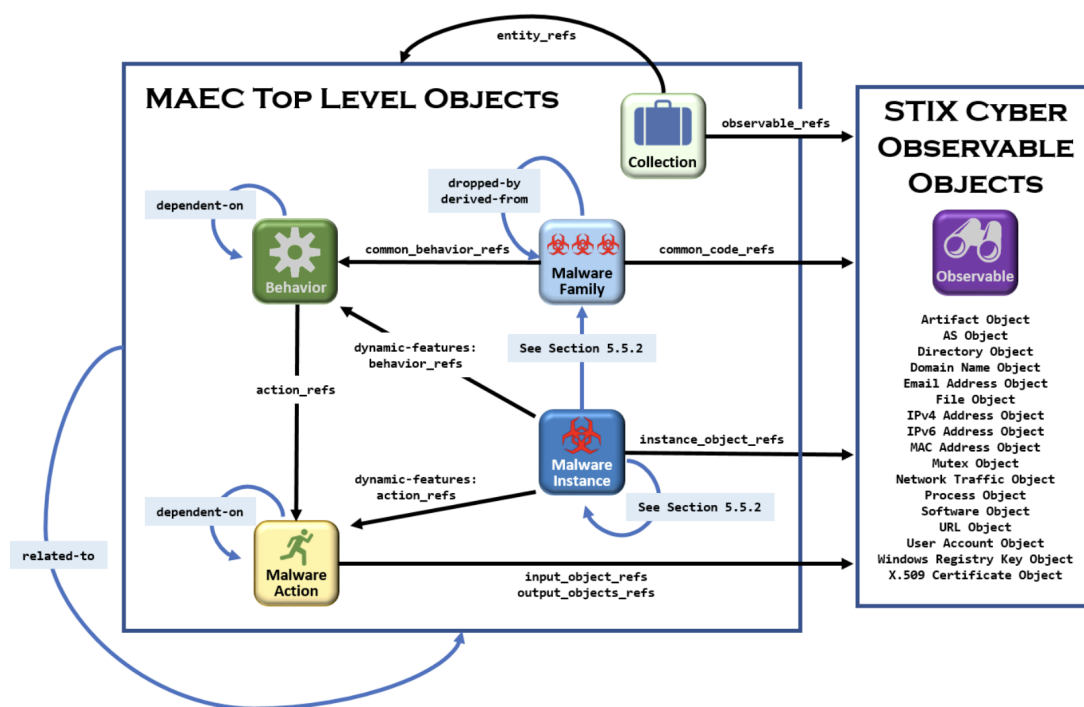 entity_refs
MAEC Top Level Objects
Collection
observable_refs
STIX Cyber
Observable
Objects
dropped-by
derived-from
dependent-on
common_behavior_refs
common_code_refs
Behavior
Malware
Family
Observable
Artifact Object
AS Object
Directory Object
Domain Name Object
Email Address Object
File Object
IPv4 Address Object
IPv6 Address Object
MAC Address Object
Mutex Object
Network Traffic Object
Process Object
Software Object
URL Object
User Account Object
Windows Registry Key Object
X.509 Certificate Object
dynamic-features:
behavior_refs
See Section 5.5.2
action_refs
instance_object_refs
Malware
Instance
dynamic-features:
action_refs
See Section 5.5.2
dependent-on
related-to
Malware
Action
input_object_refs
output_objects_refs